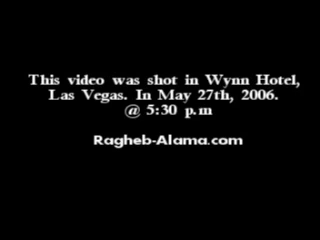 This video was shot in Wynn Hotel,
Las Vegas. In May 27th, 2006.
@ 5:30 p.m
Ragheb-Alama.com